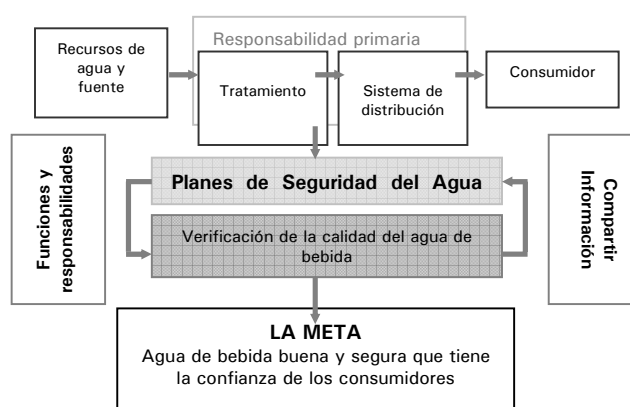 Responsabilidad primaria
Recursos de
agua y
fuente
Tratamiento
Sistema de
distribución
Consumidor
Funciones y
responsabilidades
Planes de Seguridad del Agua
Verificación de la calidad del agua de
bebida
Compartir
Información
LA META
Agua de bebida buena y segura que tiene
la confianza de los consumidores